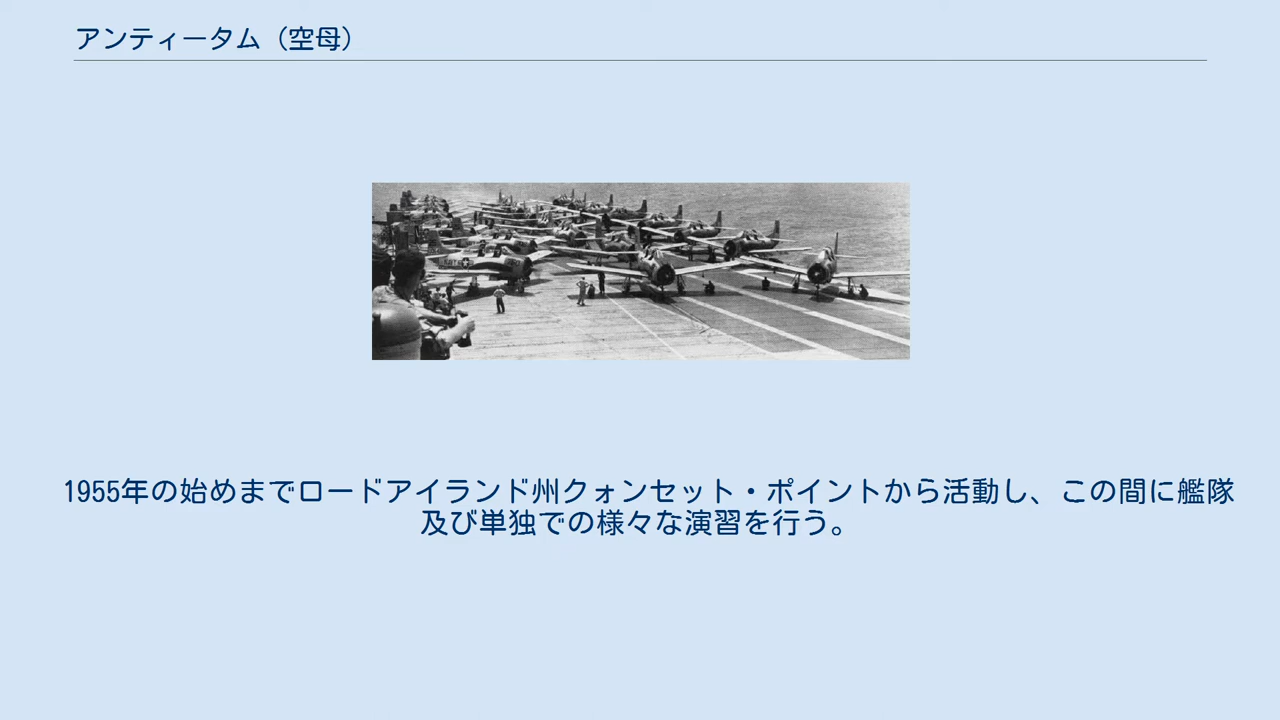 アンティータム（空母）
1955年の始めまでロードアイランド州クォンセット・ポイントから活動し、この間に艦隊
及び単独での様々な演習を行う。